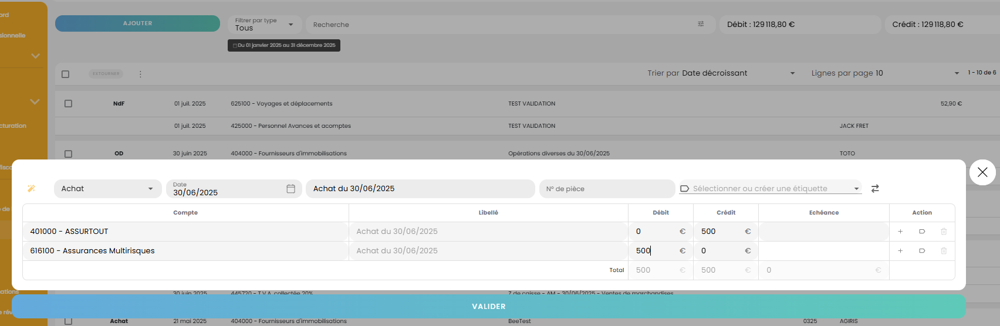 ord
AJOUTER
Filtrer par type
Tous
Recherche
Débit : 129 118,80 €
Crédit : 129 118,80 €
sionnelle
Du 01 janvier 2025 au 31 décembre 2025
EXTOURNER
Trier par Date décroissant
Lignes par page 10
1 - 10 de 6
NdF 01 juil. 2025 625100 - Voyages et déplacements TEST VALIDATION 52,90 €
cturation
01 juil. 2025 425000 - Personnel Avances et acomptes TEST VALIDATION JACK FRET
OD 30 juin 2025 404000 - Fournisseurs d'immobilisations Opérations diverses du 30/06/2025 TOTO
fisc
Achat
Date
30/06/2025
Achat du 30/06/2025
N° de pièce
Sélectionner ou créer une étiquette
e de
Compte Libellé Débit Crédit Echéance Action
401000 - ASSURTOUT Achat du 30/06/2025 0 € 500 €
616100 - Assurances Multirisques Achat du 30/06/2025 500 € 0 €
Total 500 € 500 € 0 €
ations
30 juin 2025 445720 - T.V.A. collectée 20% Z de caisse - AM - 30/06/2025 - Ventes de marchandises
VALIDER
e rév
Achat 21 mai 2025 404000 - Fournisseurs d'immobilisations BeeTest 0325 AGIRIS